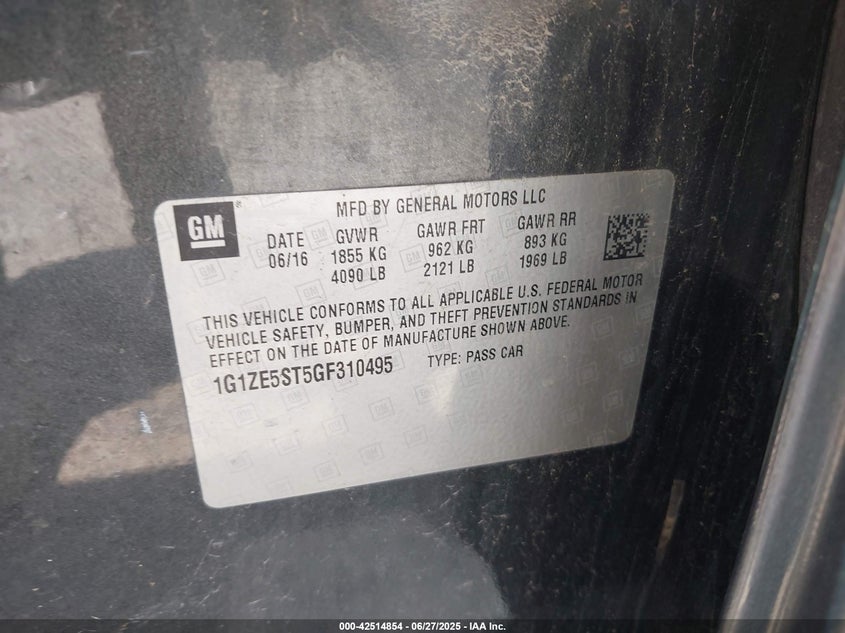 GM
MFD BY GENERAL MOTORS LLC
DATE GVWR GAWR FRT GAWR RR
06/16 1855 KG 962 KG 893 KG
4090 LB 2121 LB 1969 LB
THIS VEHICLE CONFORMS TO ALL APPLICABLE U.S. FEDERAL MOTOR
VEHICLE SAFETY, BUMPER, AND THEFT PREVENTION STANDARDS IN
EFFECT ON THE DATE OF MANUFACTURE SHOWN ABOVE.
1G1ZE5ST5GF310495 TYPE: PASS CAR
000-42514854 - 06/27/2025 - IAA Inc.